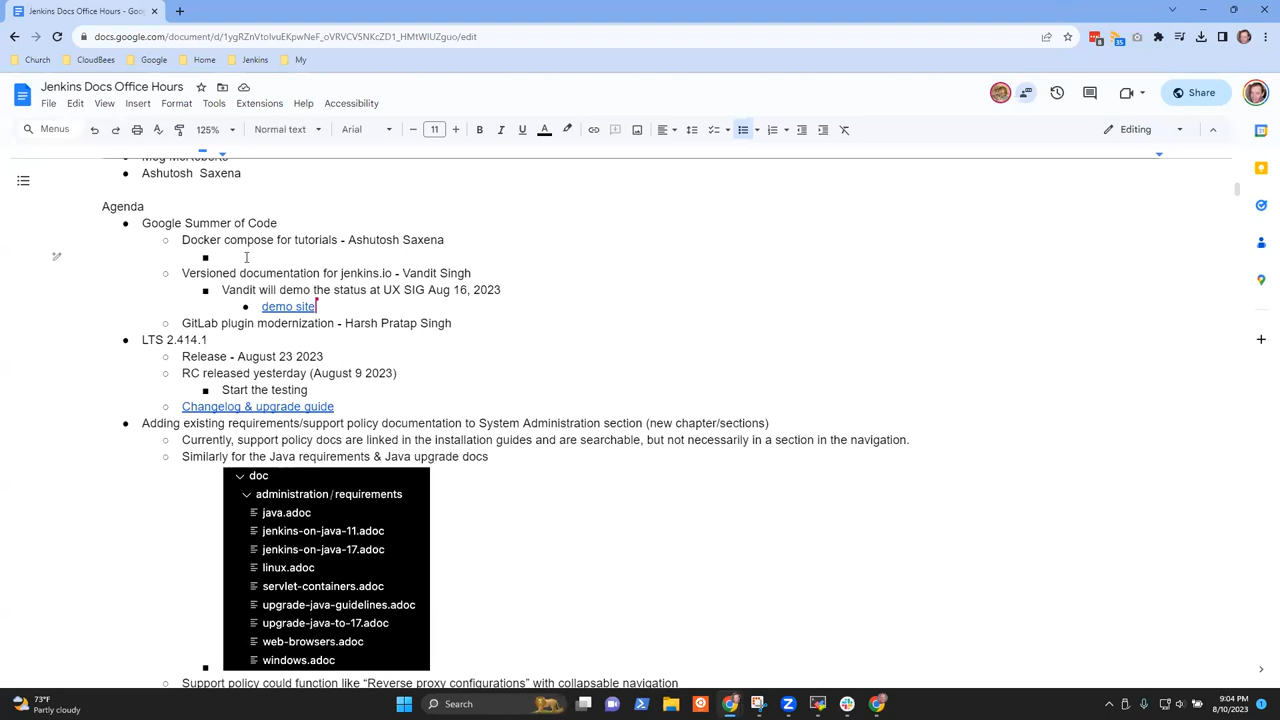 Jenkins Docs Office Hours - Goo
docs.google.com/document/d/1ygRZnVtoIvuEKpwNeF_oVRVCV5NKcZD1_HMtWIUZguo/edit
Church
CloudBees
Google
Home
Jenkins
My
Jenkins Docs Office Hours
File Edit View Insert Format Tools Extensions Help Accessibility
Share
Menus
125%
Normal text
Arial
11
Editing
Ashutosh Saxena
Agenda
Google Summer of Code
Docker compose for tutorials - Ashutosh Saxena
Versioned documentation for jenkins.io - Vandit Singh
Vandit will demo the status at UX SIG Aug 16, 2023
demo site
GitLab plugin modernization - Harsh Pratap Singh
LTS 2.414.1
Release - August 23 2023
RC released yesterday (August 9 2023)
Start the testing
Changelog & upgrade guide
Adding existing requirements/support policy documentation to System Administration section (new chapter/sections)
Currently, support policy docs are linked in the installation guides and are searchable, but not necessarily in a section in the navigation.
Similarly for the Java requirements & Java upgrade docs
doc
administration/requirements
java.adoc
jenkins-on-java-11.adoc
jenkins-on-java-17.adoc
linux.adoc
servlet-containers.adoc
upgrade-java-guidelines.adoc
upgrade-java-to-17.adoc
web-browsers.adoc
windows.adoc
Support policy could function like “Reverse proxy configurations” with collapsable navigation
73°F
Partly cloudy
Search
9:04 PM
8/10/2023